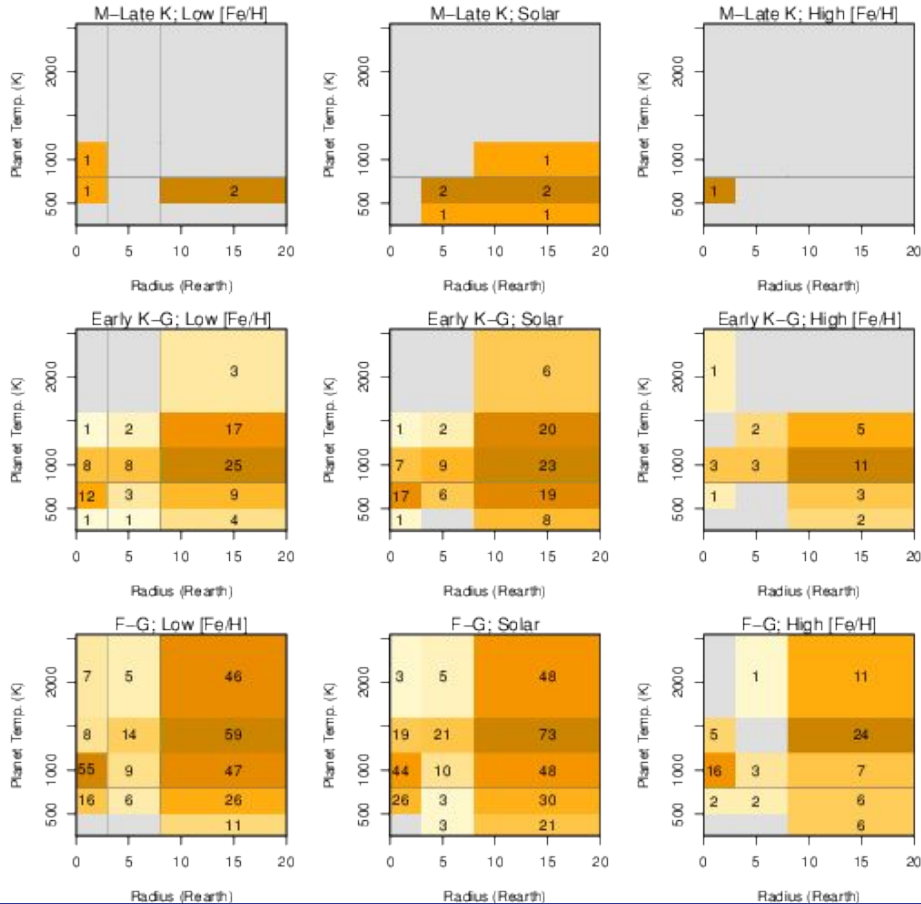 M–Late K; Low [Fe/H]
M–Late K; Solar
M–Late K; High [Fe/H]
Planet Temp. (K)
2000
1000
500
1
1
2
0 5 10 15 20
Radius (Rearth)
Planet Temp. (K)
2000
1000
500
1
2 2
1 1
0 5 10 15 20
Radius (Rearth)
Planet Temp. (K)
2000
1000
500
1
0 5 10 15 20
Radius (Rearth)
Early K–G; Low [Fe/H]
Early K–G; Solar
Early K–G; High [Fe/H]
Planet Temp. (K)
2000
1000
500
3
1 2 17
8 8 25
12 3 9
1 1 4
0 5 10 15 20
Radius (Rearth)
Planet Temp. (K)
2000
1000
500
6
1 2 20
7 9 23
17 6 19
1 8
0 5 10 15 20
Radius (Rearth)
Planet Temp. (K)
2000
1000
500
1
2 5
3 3 11
1 3
2
0 5 10 15 20
Radius (Rearth)
F–G; Low [Fe/H]
F–G; Solar
F–G; High [Fe/H]
Planet Temp. (K)
2000
1000
500
7 5 46
8 14 59
55 9 47
16 6 26
11
0 5 10 15 20
Radius (Rearth)
Planet Temp. (K)
2000
1000
500
3 5 48
19 21 73
44 10 48
26 3 30
3 21
0 5 10 15 20
Radius (Rearth)
Planet Temp. (K)
2000
1000
500
1 11
5 24
16 3 7
2 2 6
6
0 5 10 15 20
Radius (Rearth)